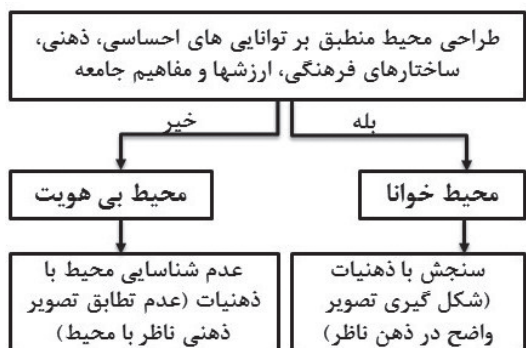 طراحی محیط منطبق بر توانایی های احساسی، ذهنی،
ساختارهای فرهنگی، ارزشها و مفاهیم جامعه
بله
خیر
محیط خوانا
محیط بی هویت
سنجش با ذهنیات
(شکل گیری تصویر
واضح در ذهن ناظر)
عدم شناسایی محیط با
ذهنیات (عدم تطابق تصویر
ذهنی ناظر با محیط)